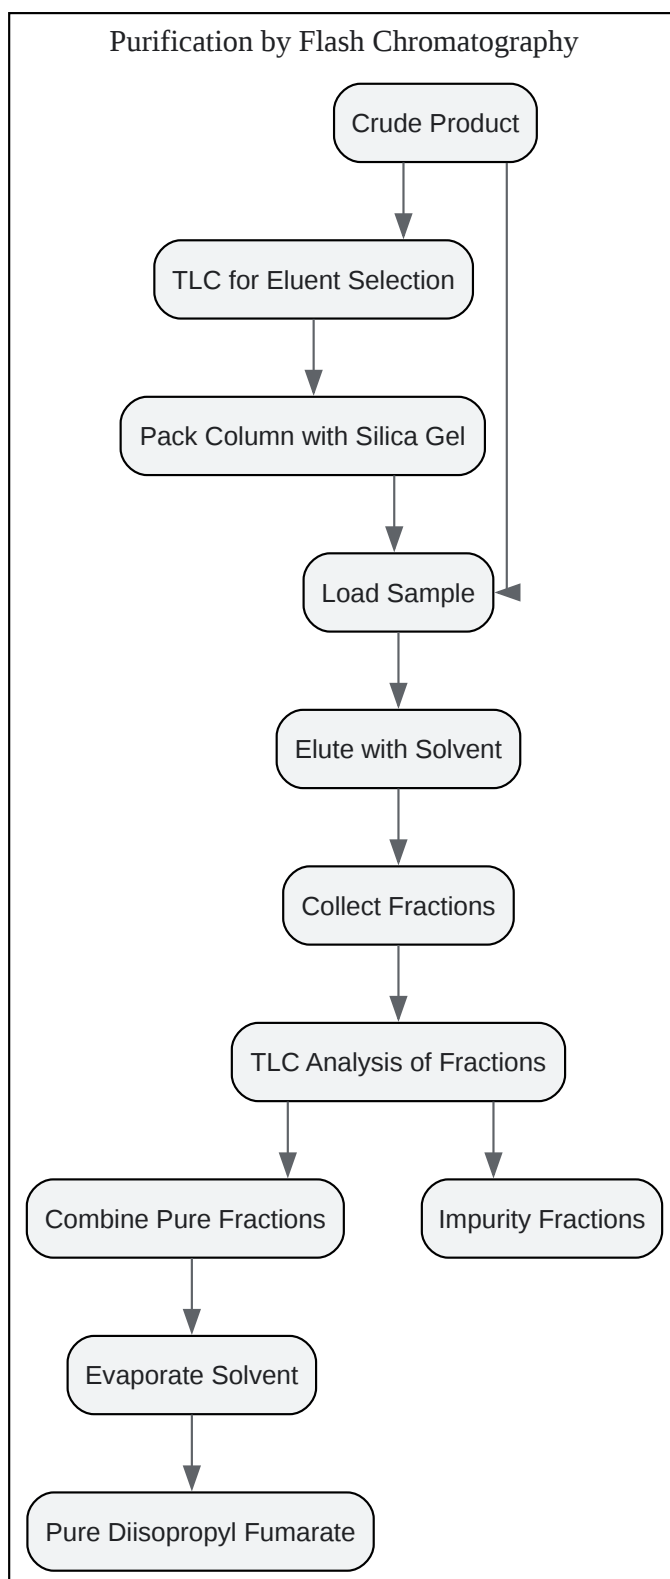 Purification by Flash Chromatography
Crude Product
TLC for Eluent Selection
Pack Column with Silica Gel
Load Sample
Elute with Solvent
Collect Fractions
TLC Analysis of Fractions
Combine Pure Fractions
Impurity Fractions
Evaporate Solvent
Pure Diisopropyl Fumarate